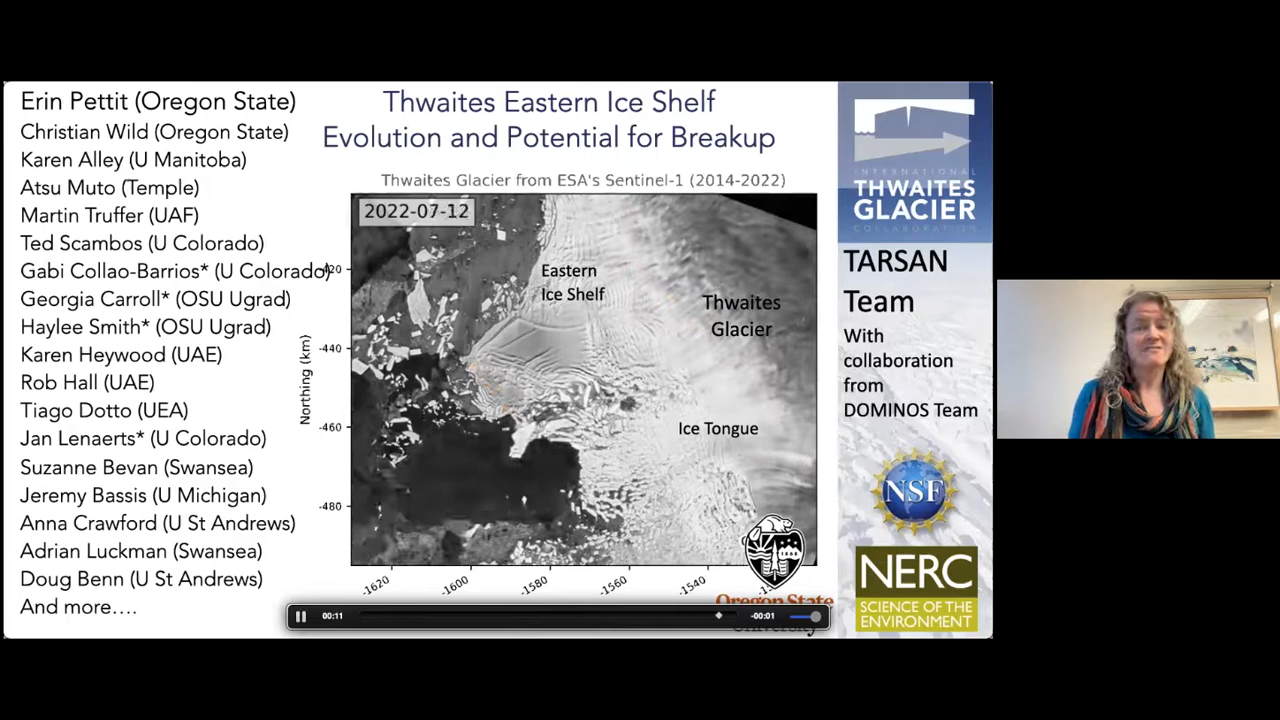 Erin Pettit (Oregon State)
Christian Wild (Oregon State)
Karen Alley (U Manitoba)
Atsu Muto (Temple)
Martin Truffer (UAF)
Ted Scambos (U Colorado)
Gabi Collao-Barrios* (U Colorado)
Georgia Carroll* (OSU Ugrad)
Haylee Smith* (OSU Ugrad)
Karen Heywood (UAE)
Rob Hall (UAE)
Tiago Dotto (UEA)
Jan Lenaerts* (U Colorado)
Suzanne Bevan (Swansea)
Jeremy Bassis (U Michigan)
Anna Crawford (U St Andrews)
Adrian Luckman (Swansea)
Doug Benn (U St Andrews)
And more….
Thwaites Eastern Ice Shelf
Evolution and Potential for Breakup
Thwaites Glacier from ESA's Sentinel-1 (2014-2022)
2022-07-12
Eastern
Ice Shelf
Thwaites
Glacier
Ice Tongue
Northing (km)
-440
-460
-480
-1620
-1600
-1580
-1560
-1540
Oregon State
University
00:11
-00:01
INTERNATIONAL
THWAITES
GLACIER
COLLABORATION
TARSAN
Team
With
collaboration
from
DOMINOS Team
NSF
NERC
SCIENCE OF THE
ENVIRONMENT